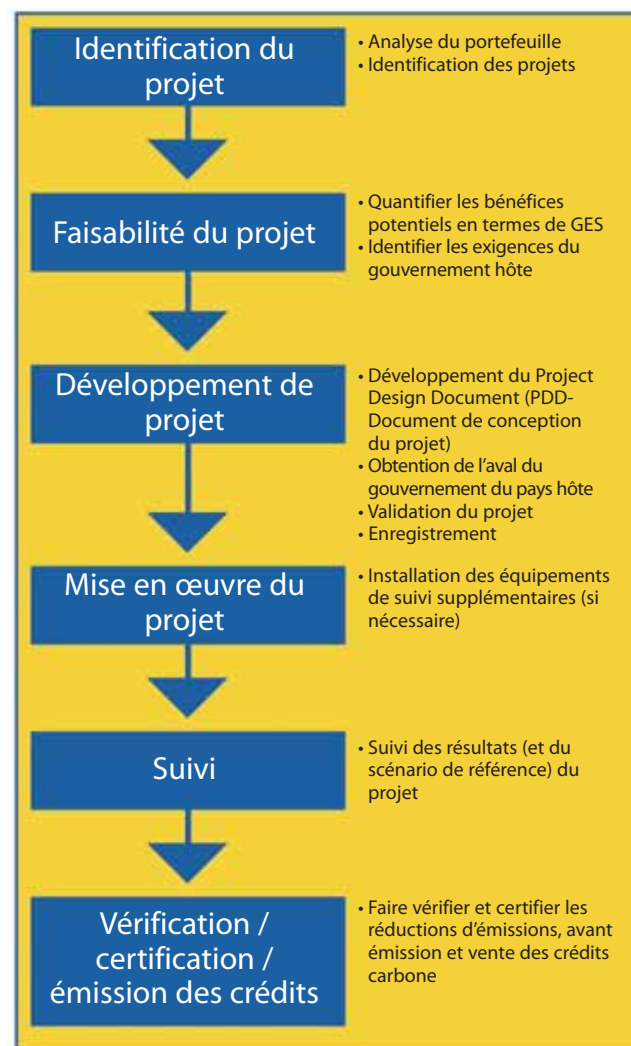 Identification du
projet
• Analyse du portefeuille
• Identification des projets
Faisabilité du projet
• Quantifier les bénéfices
potentiels en termes de GES
• Identifier les exigences du
gouvernement hôte
Développement de
projet
• Développement du Project
Design Document (PDD-
Document de conception
du projet)
• Obtention de l’aval du
gouvernement du pays hôte
• Validation du projet
• Enregistrement
Mise en œuvre du
projet
• Installation des équipements
de suivi supplémentaires (si
nécessaire)
Suivi
• Suivi des résultats (et du
scénario de référence) du
projet
Vérification /
certification /
émission des crédits
• Faire vérifier et certifier les
réductions d’émissions, avant
émission et vente des crédits
carbone